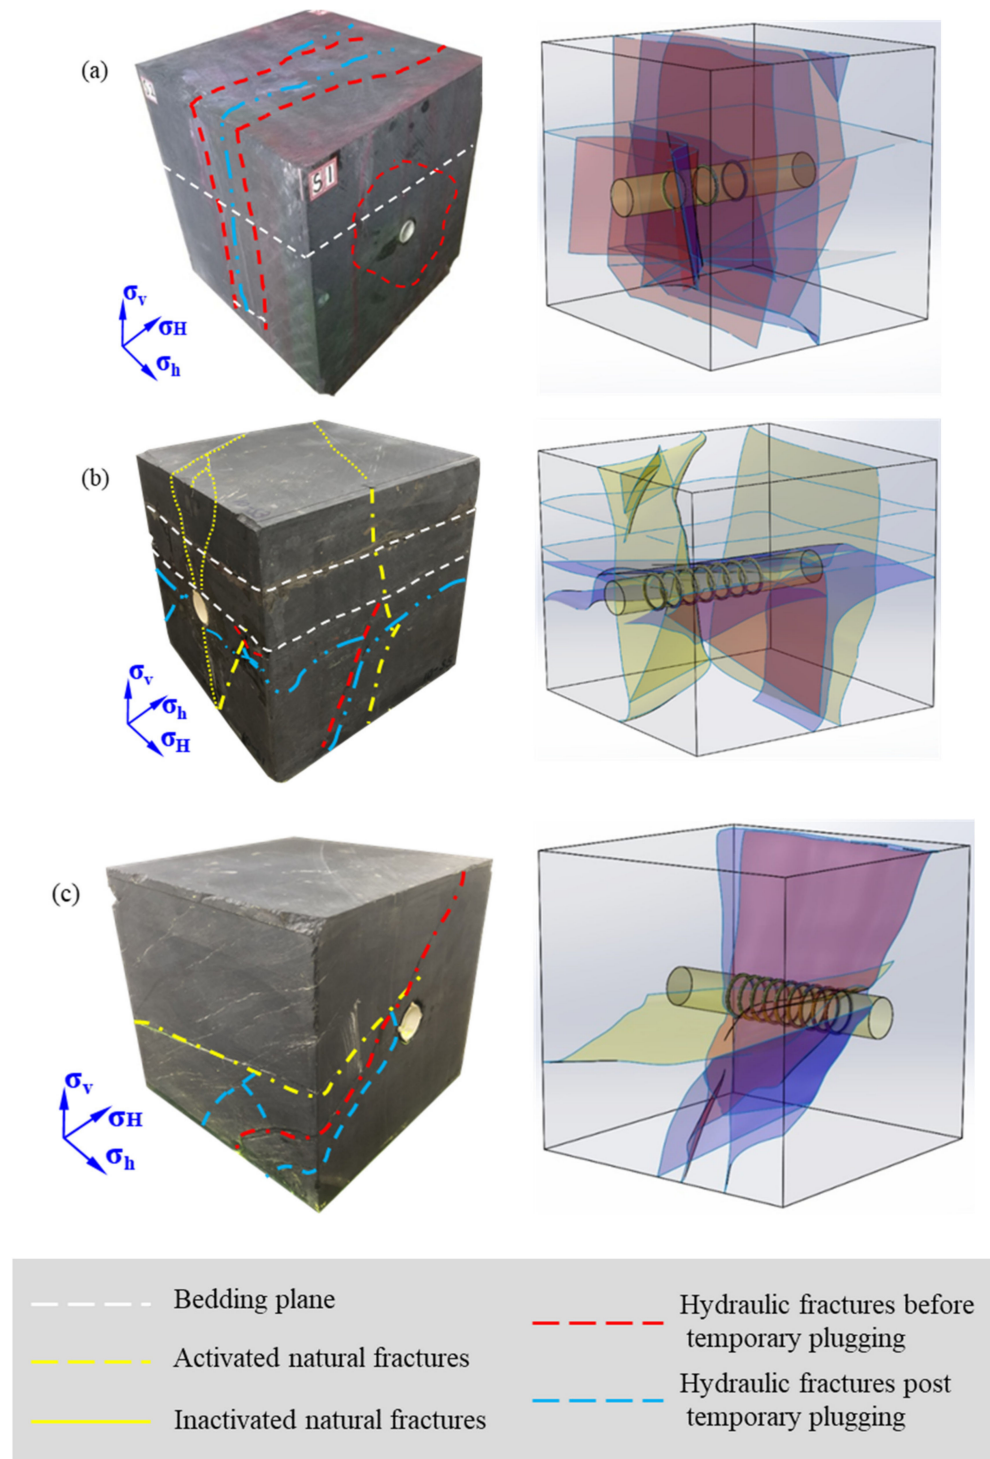 (a)
S1
S1
σv
σH
σh
(b)
σv
σh
σH
(c)
σv
σH
σh
Bedding plane
Activated natural fractures
Inactivated natural fractures
Hydraulic fractures before
temporary plugging
Hydraulic fractures post
temporary plugging